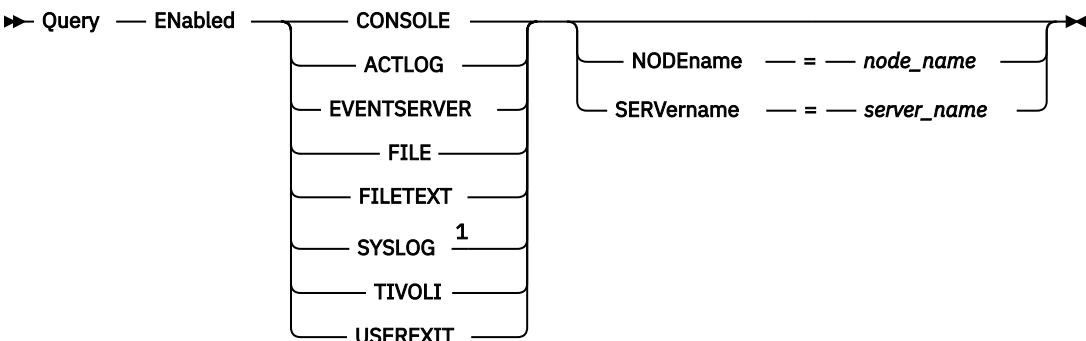 Query ENabled CONSOLE
ACTLOG NODEname = node_name
EVENTSERVER SERVername = server_name
FILE
FILETEXT
SYSLOG 1
TIVOLI
USEREXIT